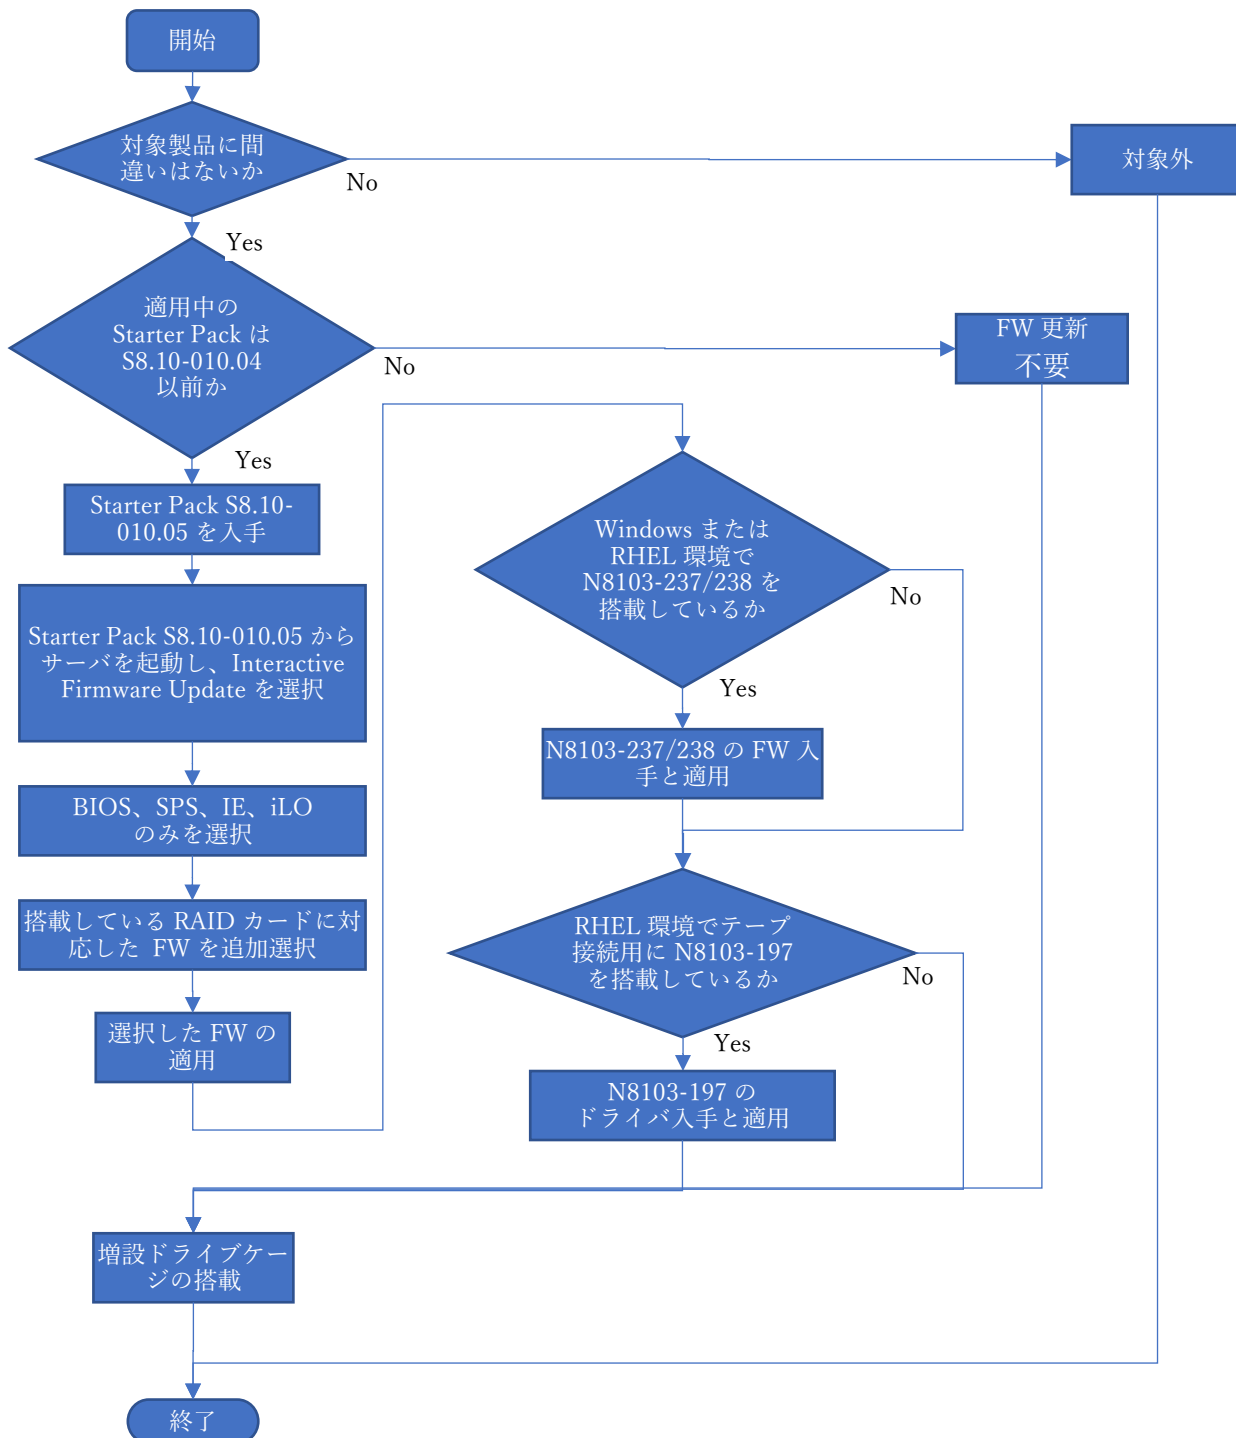 開始
対象製品に間
違いはないか
No
対象外
Yes
適用中の
Starter Pack は
S8.10-010.04
以前か
No
FW 更新
不要
Yes
Starter Pack S8.10-
010.05 を入手
Starter Pack S8.10-010.05 から
サーバを起動し、Interactive
Firmware Update を選択
BIOS、SPS、IE、iLO
のみを選択
搭載している RAID カードに対
応した FW を追加選択
選択した FW の
適用
Windows または
RHEL 環境で
N8103-237/238 を
搭載しているか
No
Yes
N8103-237/238 の FW 入
手と適用
RHEL 環境でテープ
接続用に N8103-197
を搭載しているか
No
Yes
N8103-197 の
ドライバ入手と適用
増設ドライブケー
ジの搭載
終了